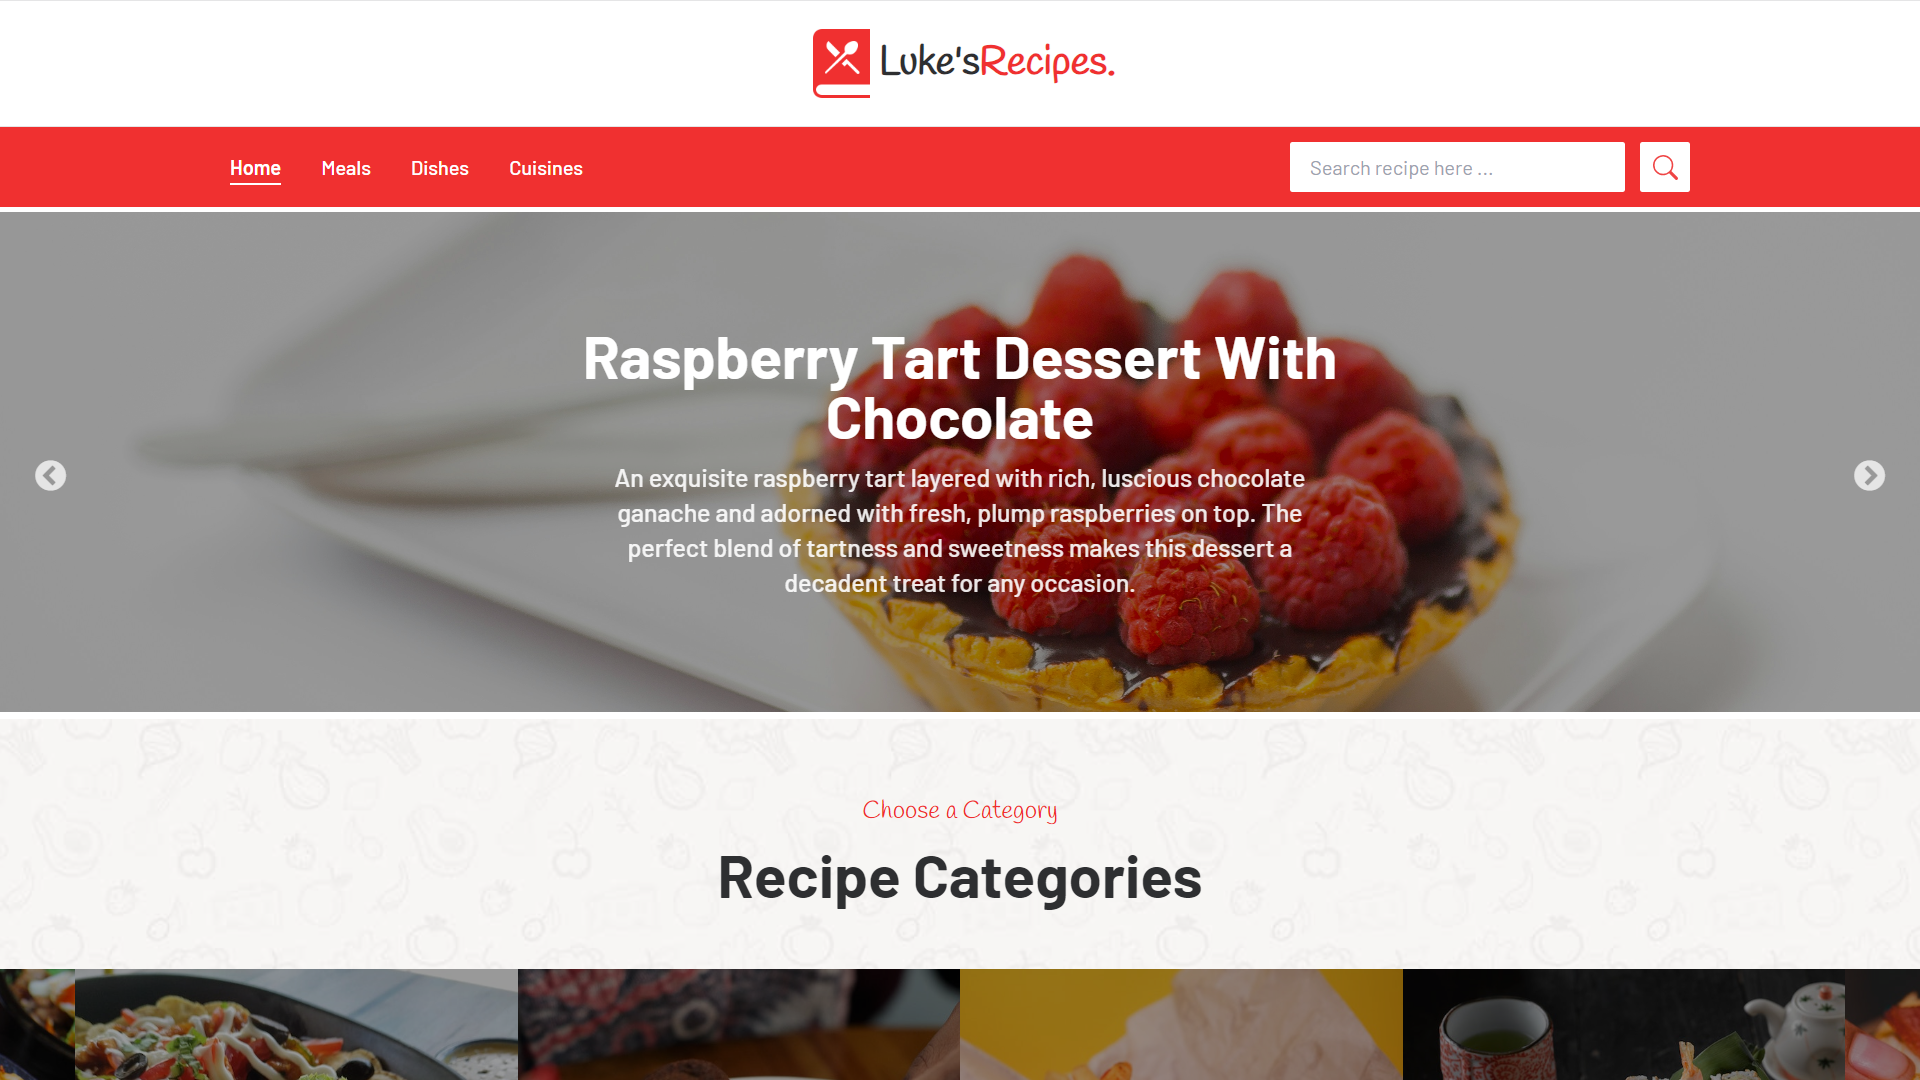 Luke'sRecipes.
Home Meals Dishes Cuisines Search recipe here ...
Raspberry Tart Dessert With
Chocolate
An exquisite raspberry tart layered with rich, luscious chocolate
ganache and adorned with fresh, plump raspberries on top. The
perfect blend of tartness and sweetness makes this dessert a
decadent treat for any occasion.
Choose a Category
Recipe Categories